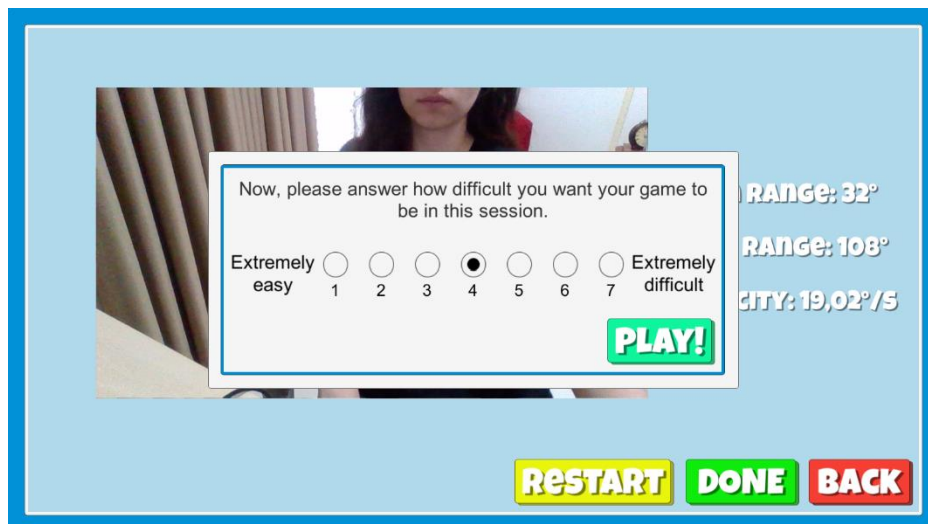 Now, please answer how difficult you want your game to
be in this session.
Extremely easy
1 2 3 4 5 6 7
Extremely difficult
PLAY!
RANGE: 32°
RANGE: 108°
19,02°/S
RESTART DONE BACK